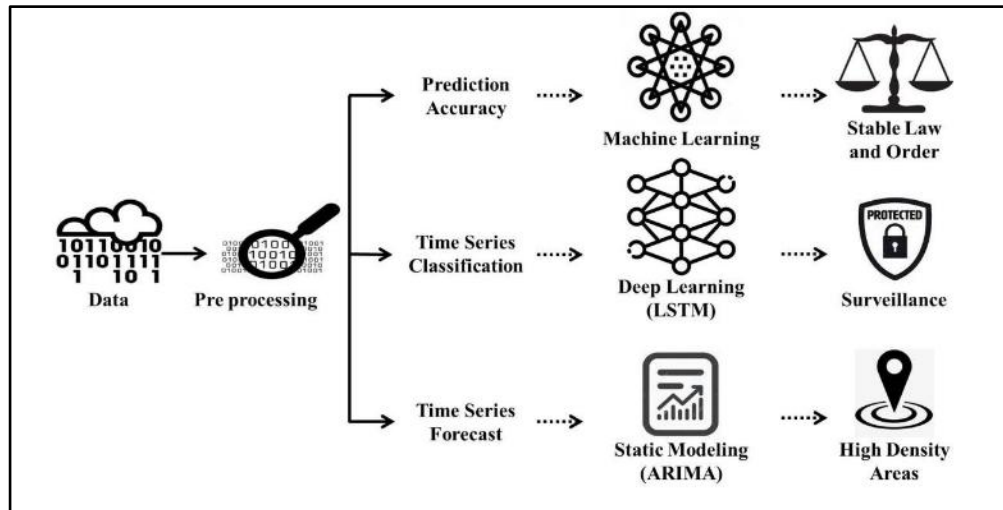 Prediction
Accuracy
Machine Learning
Stable Law
and Order
10110010
01101111
1 10 1
Data
Pre processing
Time Series
Classification
Deep Learning
(LSTM)
PROTECTED
Surveillance
Time Series
Forecast
Static Modeling
(ARIMA)
High Density
Areas